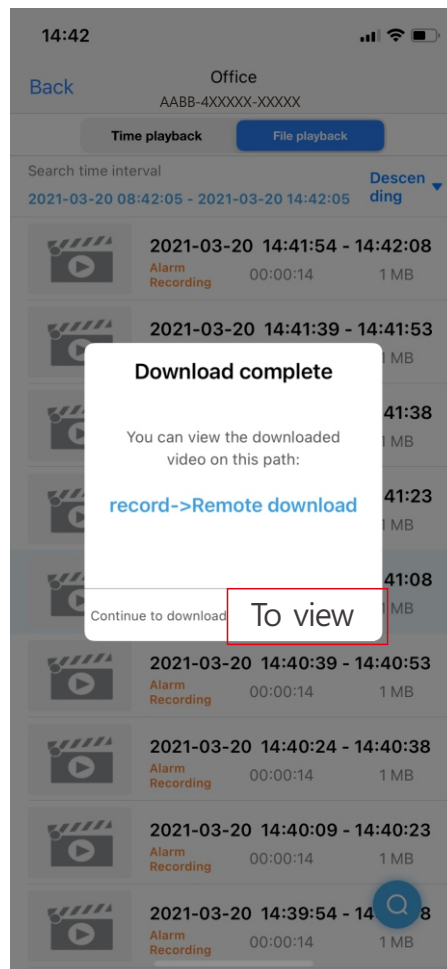 14:42
Back
Office
AABB-4XXXXX-XXXXX
Time playback
File playback
Search time interval
2021-03-20 08:42:05 - 2021-03-20 14:42:05
Descen
ding
2021-03-20 14:41:54 - 14:42:08
Alarm
Recording
00:00:14
1 MB
2021-03-20 14:41:39 - 14:41:53
MB
Download complete
41:38
You can view the downloaded
video on this path:
MB
record->Remote download
41:23
MB
41:08
Continue to download
To view
MB
2021-03-20 14:40:39 - 14:40:53
Alarm
Recording
00:00:14
1 MB
2021-03-20 14:40:24 - 14:40:38
Alarm
Recording
00:00:14
1 MB
2021-03-20 14:40:09 - 14:40:23
Alarm
Recording
00:00:14
1 MB
2021-03-20 14:39:54 - 14 8
Alarm
Recording
00:00:14
1 MB